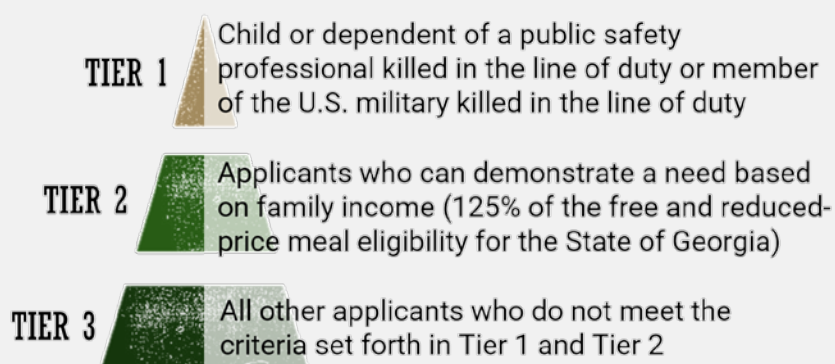 TIER 1
Child or dependent of a public safety
professional killed in the line of duty or member
of the U.S. military killed in the line of duty
TIER 2
Applicants who can demonstrate a need based
on family income (125% of the free and reduced-
price meal eligibility for the State of Georgia)
TIER 3
All other applicants who do not meet the
criteria set forth in Tier 1 and Tier 2